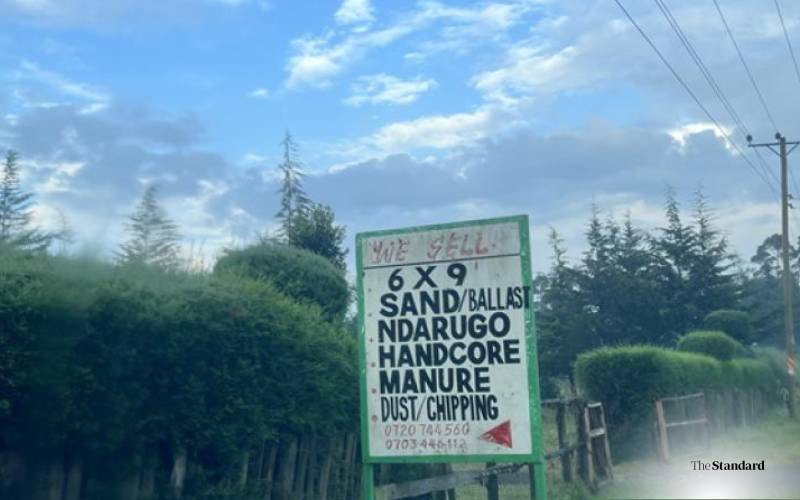 WE SELL.
6 X 9
SAND/BALLAST
NDARUGO
HANDCORE
MANURE
DUST/CHIPPING
0720 744560
0703 446112
The Standard